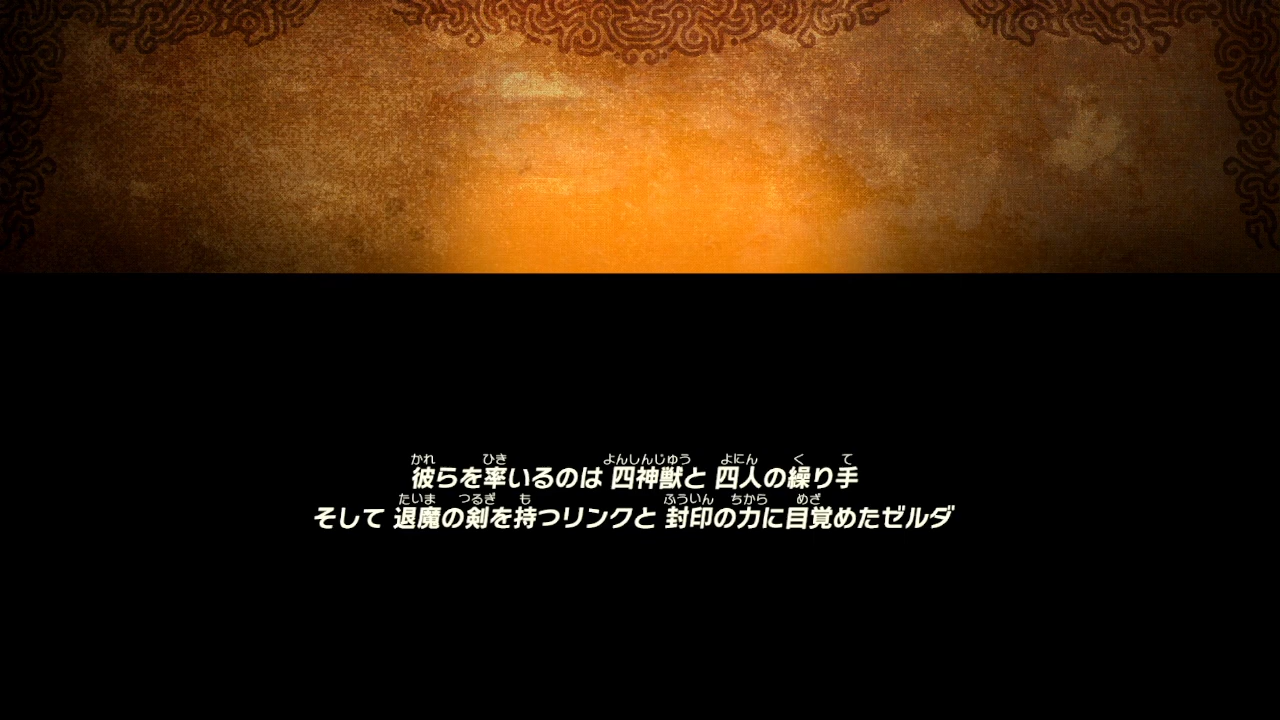 彼らを率いるのは 四神獣と 四人の繰り手
そして 退魔の剣を持つリンクと 封印の力に目覚めたゼルダ